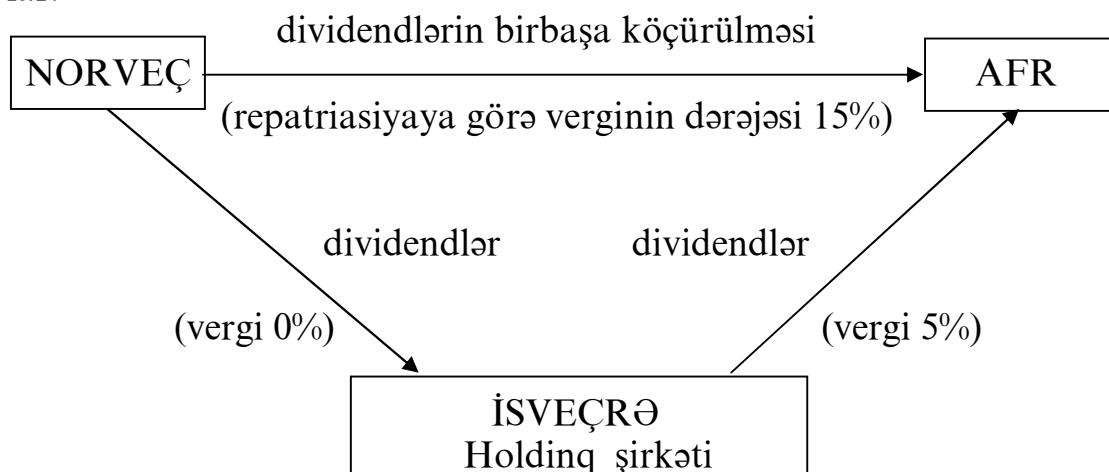 dividendlərin birbaşa köçürülməsi
NORVEÇ
AFR
(repatriasiyaya görə verginin dərəjəsi 15%)
dividendlər
dividendlər
(vergi 0%)
(vergi 5%)
İSVEÇRƏ
Holdinq şirkəti